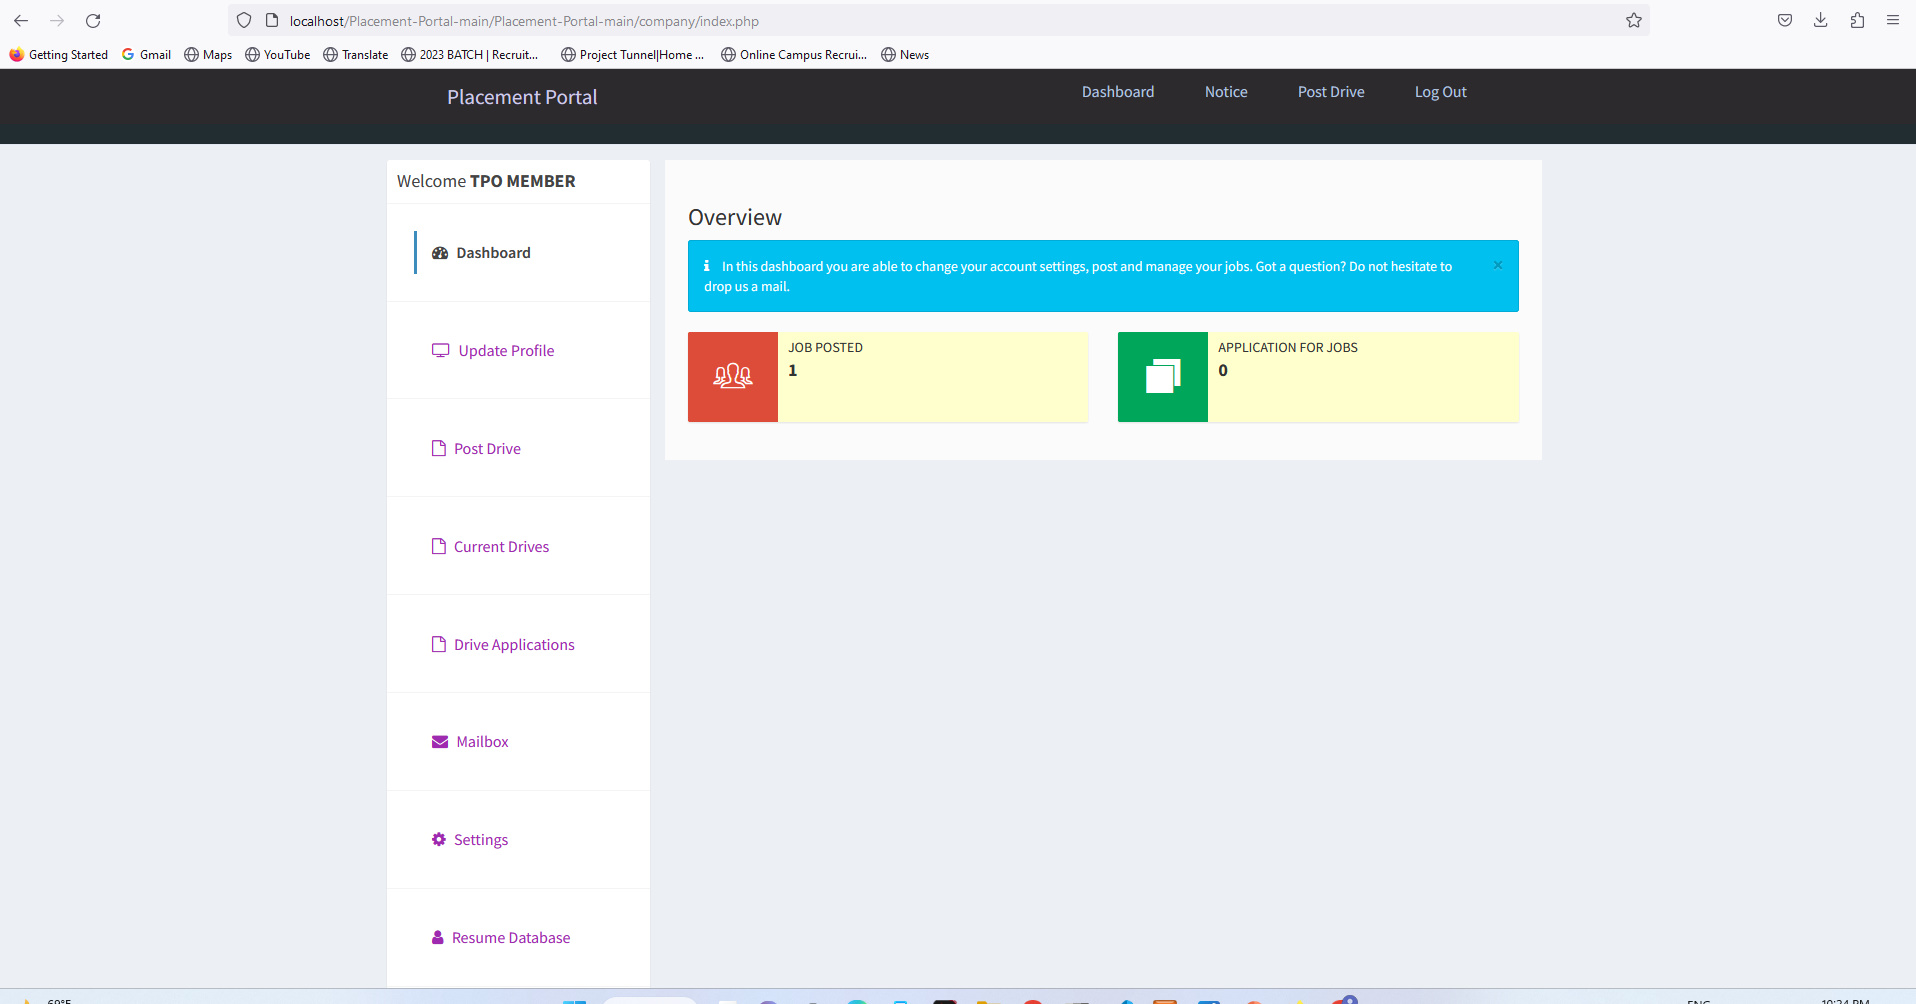 localhost/Placement-Portal-main/Placement-Portal-main/company/index.php
Getting Started Gmail Maps YouTube Translate 2023 BATCH | Recruit... Project Tunnel|Home ... Online Campus Recrui... News
Placement Portal Dashboard Notice Post Drive Log Out
Welcome TPO MEMBER
Dashboard
Update Profile
Post Drive
Current Drives
Drive Applications
Mailbox
Settings
Resume Database
Overview
In this dashboard you are able to change your account settings, post and manage your jobs. Got a question? Do not hesitate to
drop us a mail.
×
JOB POSTED
1
APPLICATION FOR JOBS
0